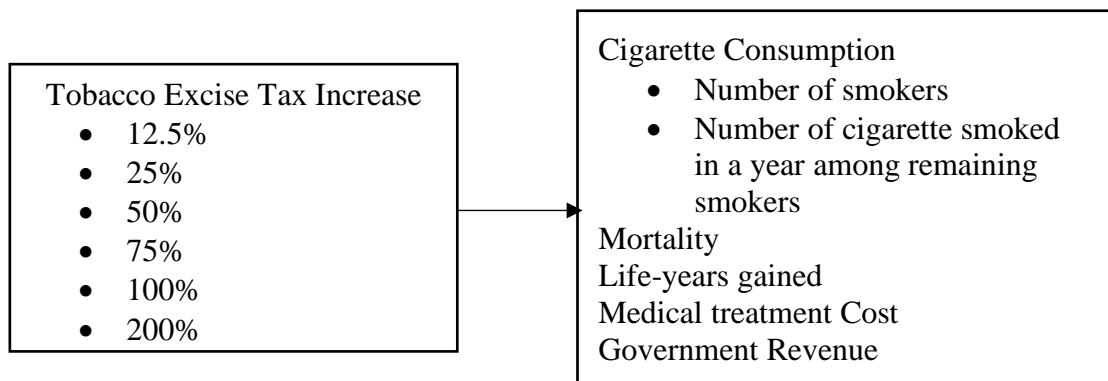 Tobacco Excise Tax Increase
• 12.5%
• 25%
• 50%
• 75%
• 100%
• 200%
Cigarette Consumption
• Number of smokers
• Number of cigarette smoked
in a year among remaining
smokers
Mortality
Life-years gained
Medical treatment Cost
Government Revenue